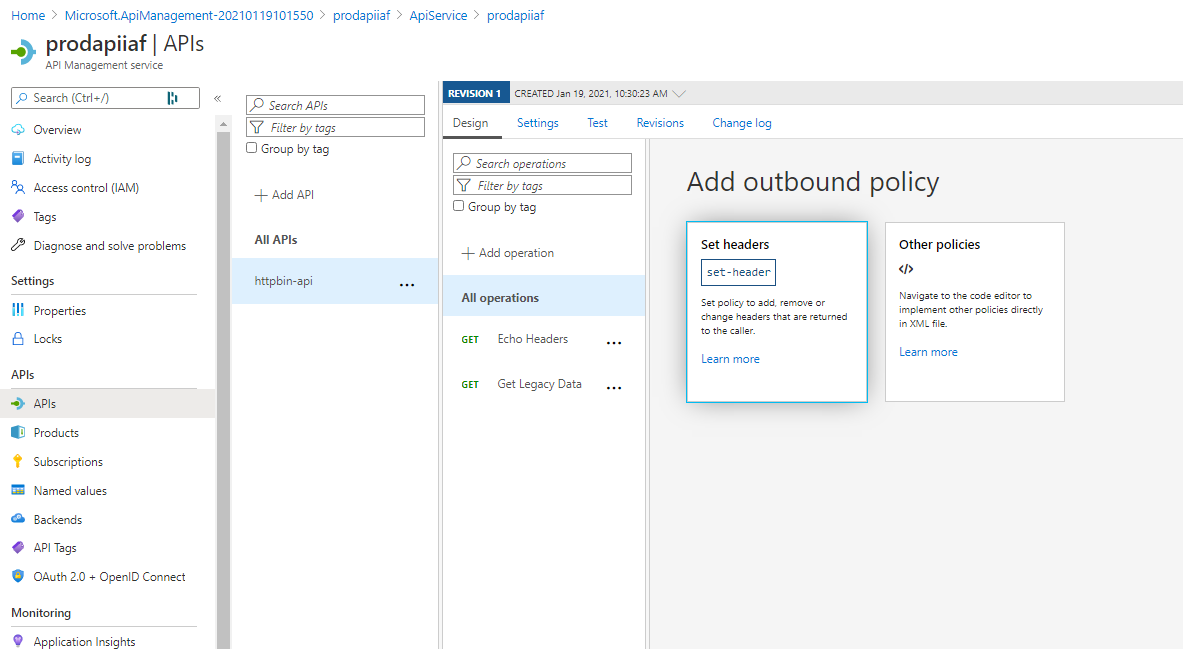 Home > Microsoft.ApiManagement-20210119101550 > prodapiiaf > ApiService > prodapiiaf
prodapiiaf | APIs
API Management service
Search (Ctrl+/)
«
Overview
Activity log
Access control (IAM)
Tags
Diagnose and solve problems
Settings
Properties
Locks
APIs
APIs
Products
Subscriptions
Named values
Backends
API Tags
OAuth 2.0 + OpenID Connect
Monitoring
Application Insights
Search APIs
Filter by tags
Group by tag
+ Add API
All APIs
httpbin-api ...
REVISION 1 CREATED Jan 19, 2021, 10:30:23 AM
Design Settings Test Revisions Change log
Search operations
Filter by tags
Group by tag
+ Add operation
All operations
GET Echo Headers ...
GET Get Legacy Data ...
Add outbound policy
Set headers
set-header
Set policy to add, remove or
change headers that are returned
to the caller.
Learn more
Other policies
</>
Navigate to the code editor to
implement other policies directly
in XML file.
Learn more